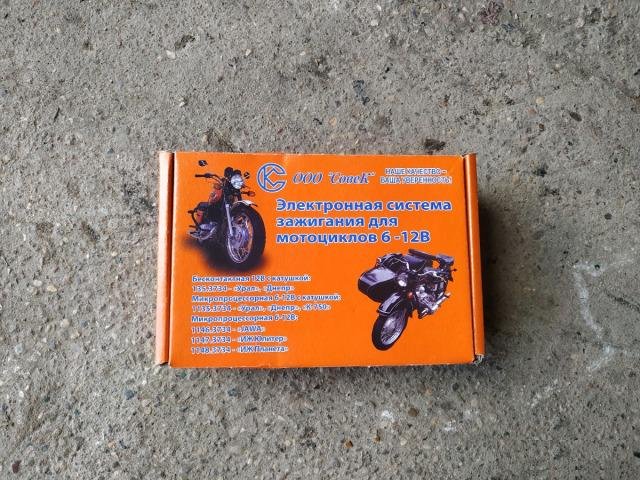 ООО "СовеК"
НАШЕ КАЧЕСТВО -
ВАША УВЕРЕННОСТЬ!
Электронная система
зажигания для
мотоциклов 6 -12В
Бесконтактная 12В с катушкой:
135.3734 - «Урал», «Днепр»
Микропроцессорная 6-12В с катушкой:
1135.3734 - «Урал», «Днепр», «К-750»
Микропроцессорная 6-12В:
1146.3734 - «JAWA»
1147.3734 - «ИЖ Юпитер»
1148.3734 - «ИЖ Планета»